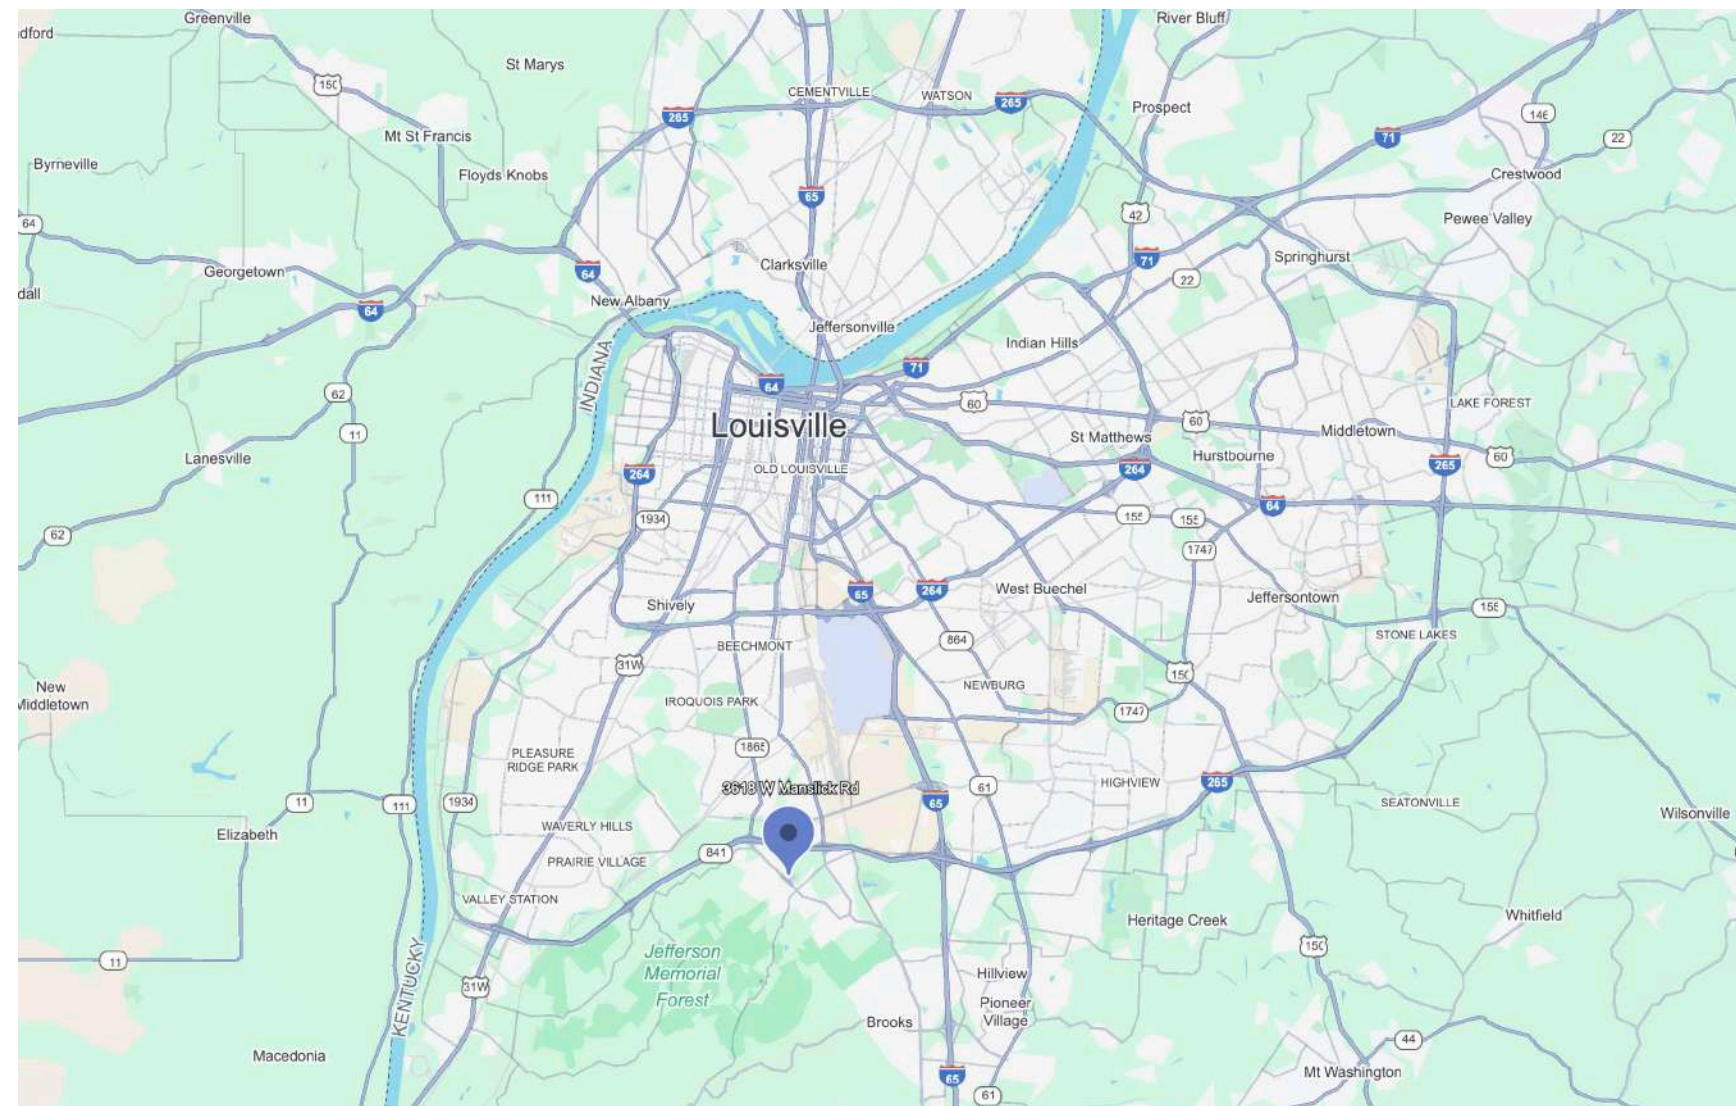 Greenville
River Bluff
dford
St Marys
150
CEMENTVILLE
WATSON
265
265
Prospect
146
71
22
Mt St Francis
Byrneville
Floyds Knobs
Crestwood
65
42
Pewee Valley
64
Georgetown
Clarksville
71
Springhurst
64
22
dall
New Albany
64
Jeffersonville
Indian Hills
INDIANA
71
64
62
60
LAKE FOREST
Louisville
60
11
St Matthews
Middletown
Lanesville
OLD LOUISVILLE
264
264
Hurstbourne
265
60
111
64
1934
155
155
62
1747
65
264
West Buechel
Jeffersontown
Shively
155
BEECHMONT
864
STONE LAKES
31W
150
New
Middletown
NEWBURG
IROQUOIS PARK
1747
PLEASURE
RIDGE PARK
1865
3618 W Manslick Rd
61
HIGHVIEW
265
11
111
1934
65
SEATONVILLE
Wilsonville
Elizabeth
WAVERLY HILLS
841
PRAIRIE VILLAGE
VALLEY STATION
Heritage Creek
Whitfield
150
Jefferson
Memorial
Forest
11
KENTUCKY
31W
Hillview
Pioneer
Village
Brooks
44
Macedonia
Mt Washington
65
61